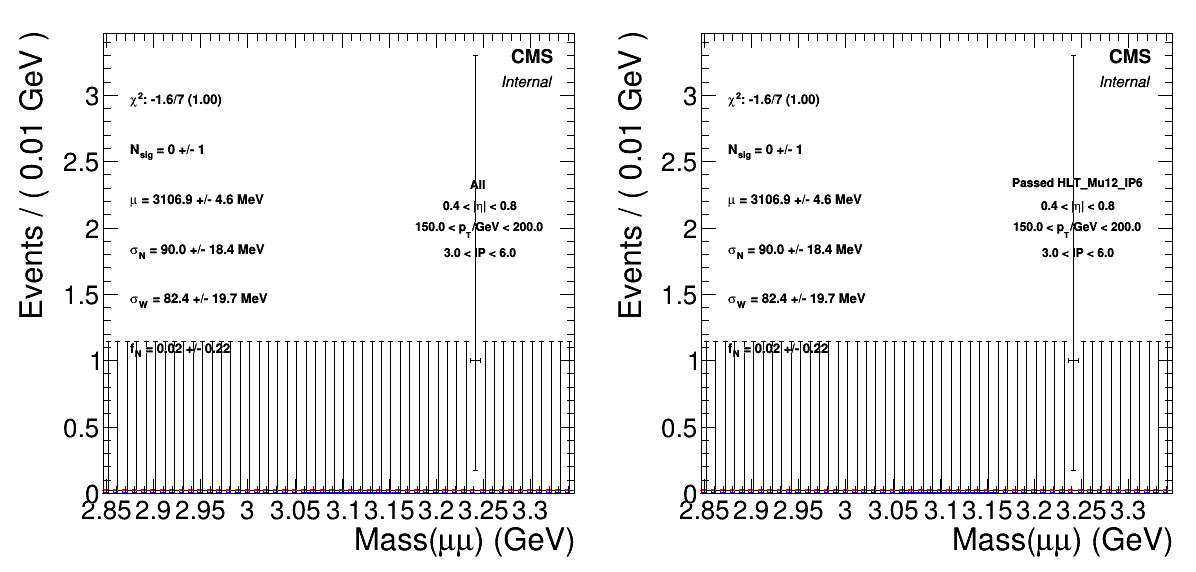 Events / ( 0.01 GeV )
CMS
Internal
χ²: -1.6/7 (1.00)
N_sig = 0 +/- 1
μ = 3106.9 +/- 4.6 MeV
σ_N = 90.0 +/- 18.4 MeV
σ_W = 82.4 +/- 19.7 MeV
f_N = 0.02 +/- 0.22
All
0.4 < |η| < 0.8
150.0 < p_T/GeV < 200.0
3.0 < IP < 6.0
3
2.5
2
1.5
1
0.5
0
2.85 2.9 2.95 3 3.05 3.1 3.15 3.2 3.25 3.3
Mass(μμ) (GeV)
Events / ( 0.01 GeV )
CMS
Internal
χ²: -1.6/7 (1.00)
N_sig = 0 +/- 1
μ = 3106.9 +/- 4.6 MeV
σ_N = 90.0 +/- 18.4 MeV
σ_W = 82.4 +/- 19.7 MeV
f_N = 0.02 +/- 0.22
Passed HLT_Mu12_IP6
0.4 < |η| < 0.8
150.0 < p_T/GeV < 200.0
3.0 < IP < 6.0
3
2.5
2
1.5
1
0.5
0
2.85 2.9 2.95 3 3.05 3.1 3.15 3.2 3.25 3.3
Mass(μμ) (GeV)